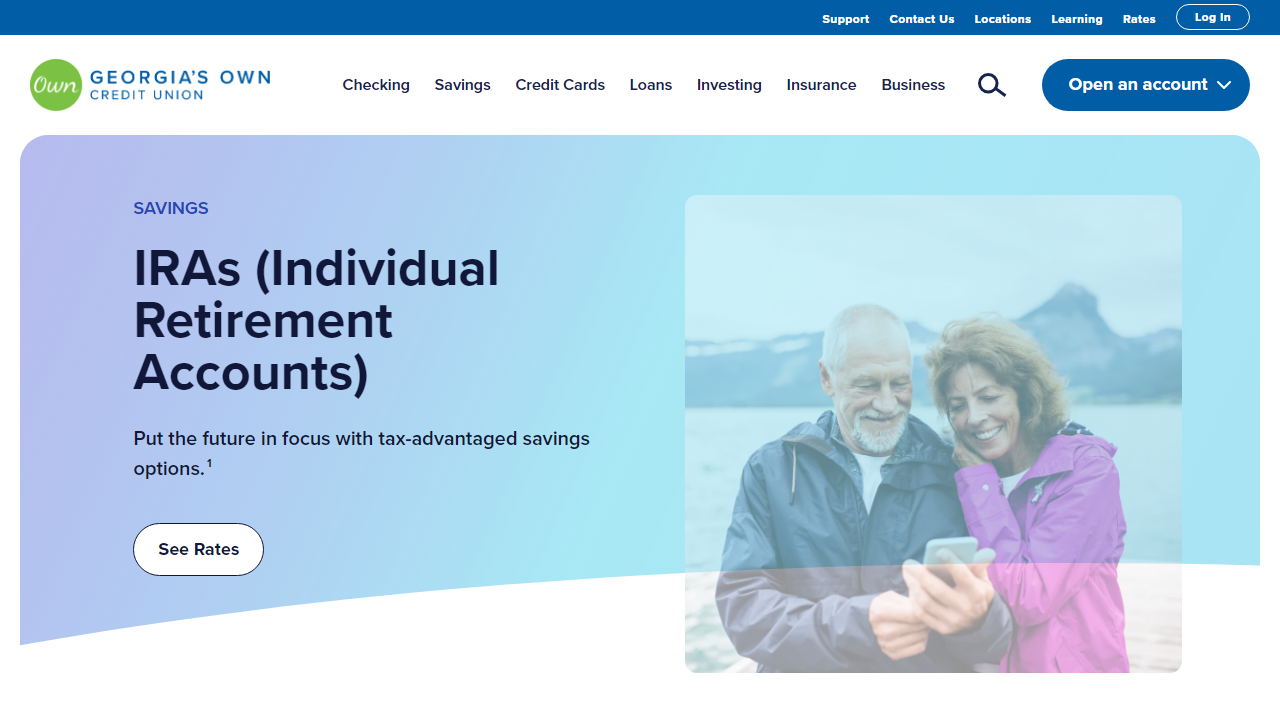 Support Contact Us Locations Learning Rates Log In
Own GEORGIA'S OWN
CREDIT UNION
Checking Savings Credit Cards Loans Investing Insurance Business Open an account
SAVINGS
IRAs (Individual
Retirement
Accounts)
Put the future in focus with tax-advantaged savings
options.¹
See Rates